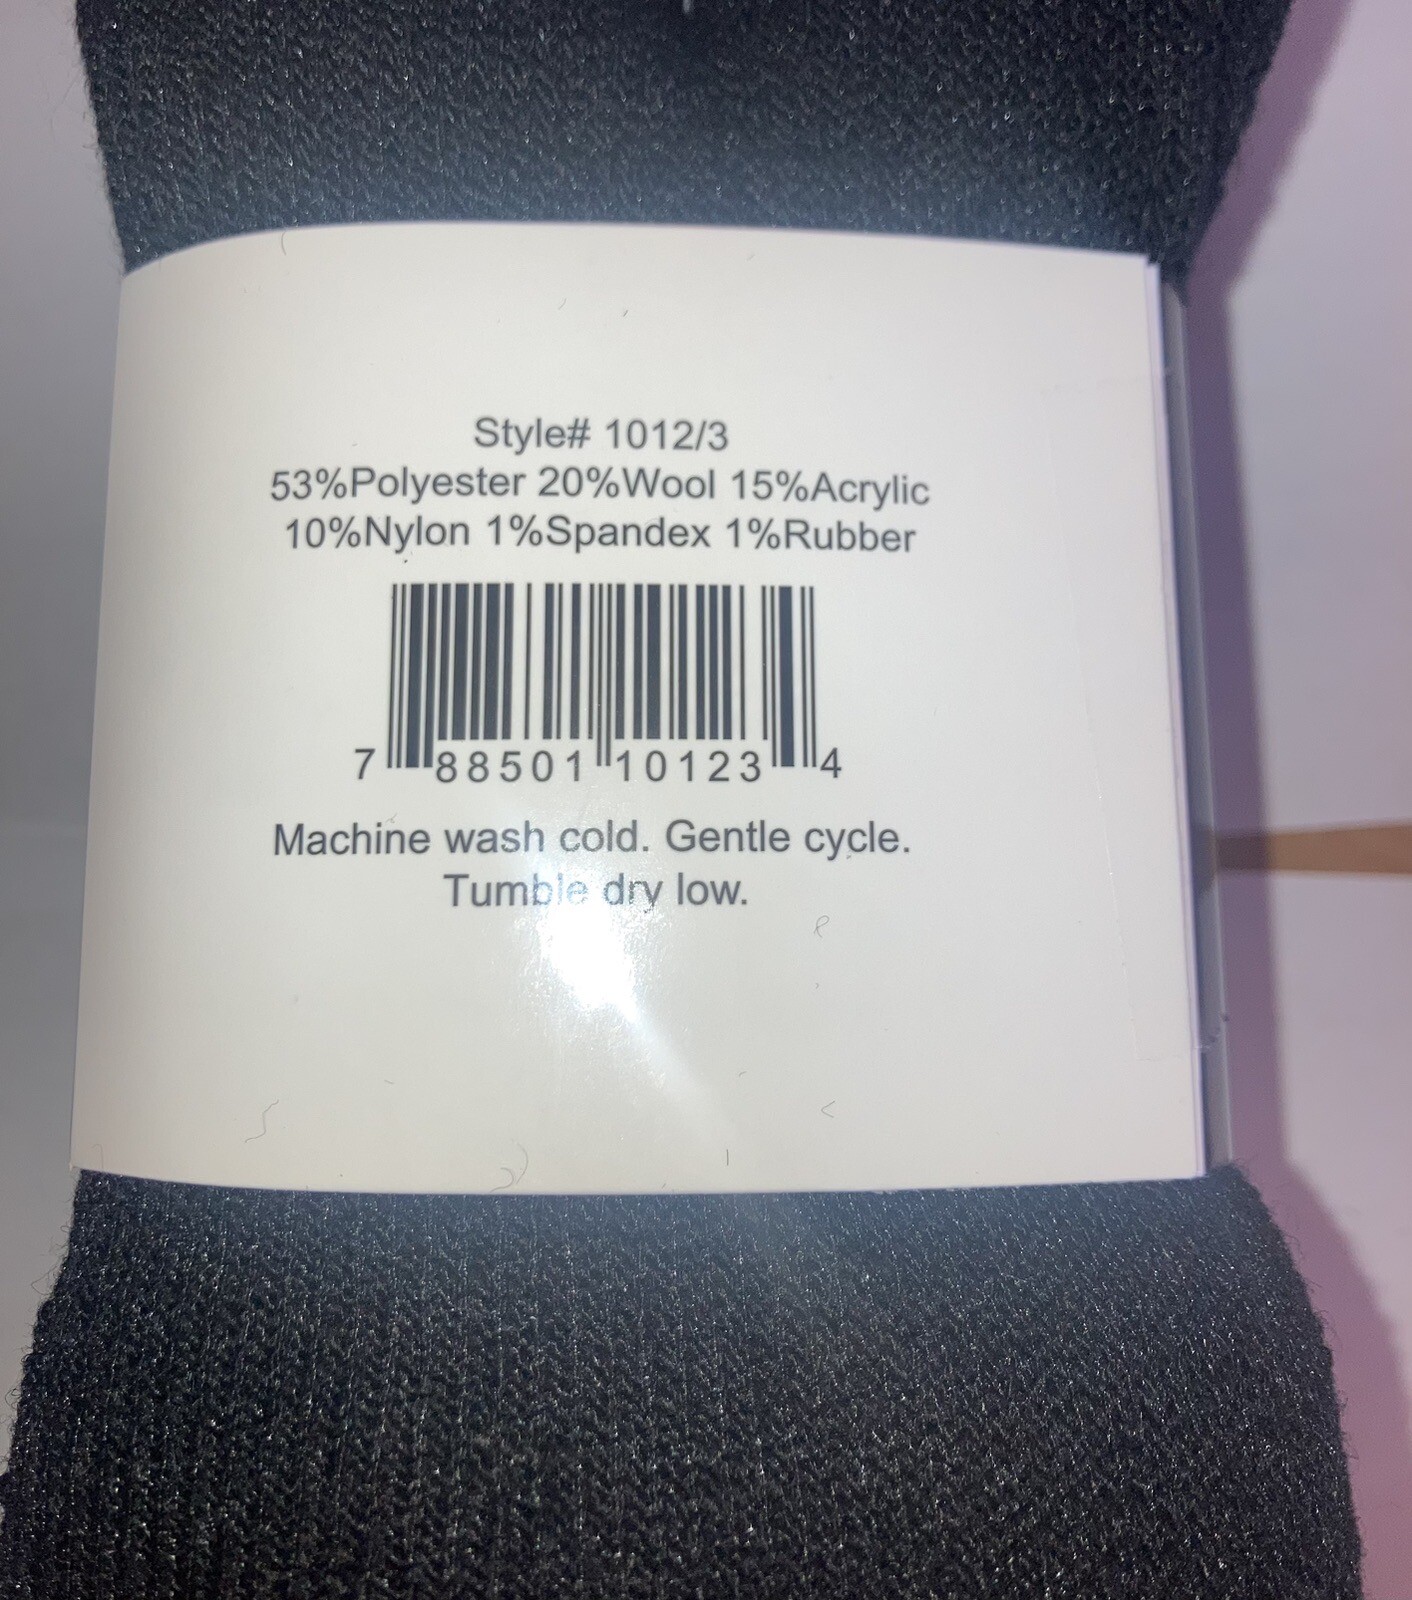 Style# 1012/3
53%Polyester 20%Wool 15%Acrylic
10%Nylon 1%Spandex 1%Rubber
7 88501 10123 4
Machine wash cold. Gentle cycle.
Tumble dry low.